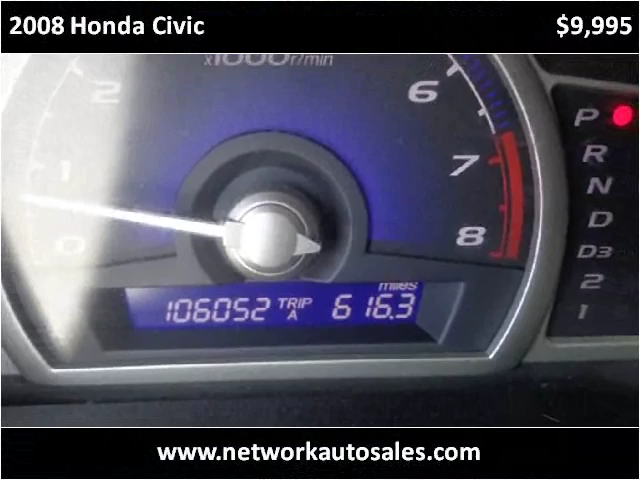 2008 Honda Civic $9,995
x1000r/min
2 6
1 7
0 8
P
R
N
D
D3
2
1
miles
106052 TRIP A 616.3
www.networkautosales.com